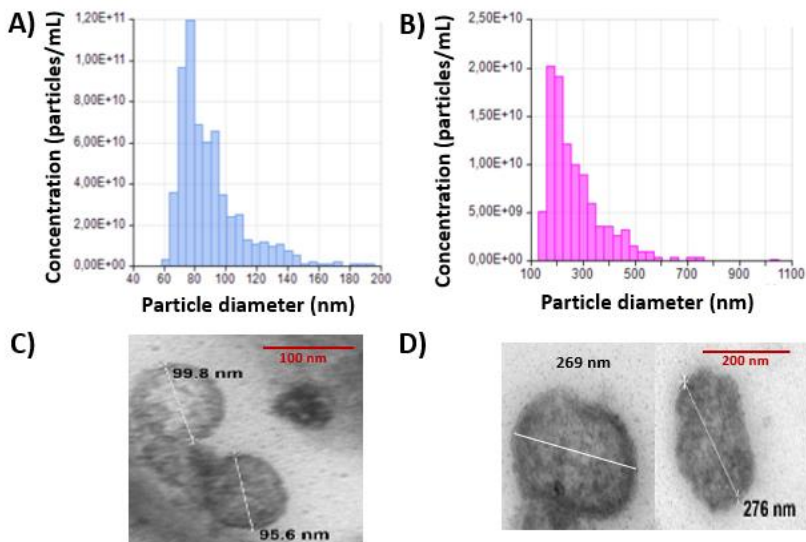 A)
Concentration (particles/mL)
1,20E+11
1,00E+11
8,00E+10
6,00E+10
4,00E+10
2,00E+10
0,00E+00
40 60 80 100 120 140 160 180 200
Particle diameter (nm)
B)
Concentration (particles/mL)
2,50E+10
2,00E+10
1,50E+10
1,00E+10
5,00E+09
0,00E+00
100 300 500 700 900 1100
Particle diameter (nm)
C)
100 nm
99.8 nm
95.6 nm
D)
269 nm
200 nm
276 nm